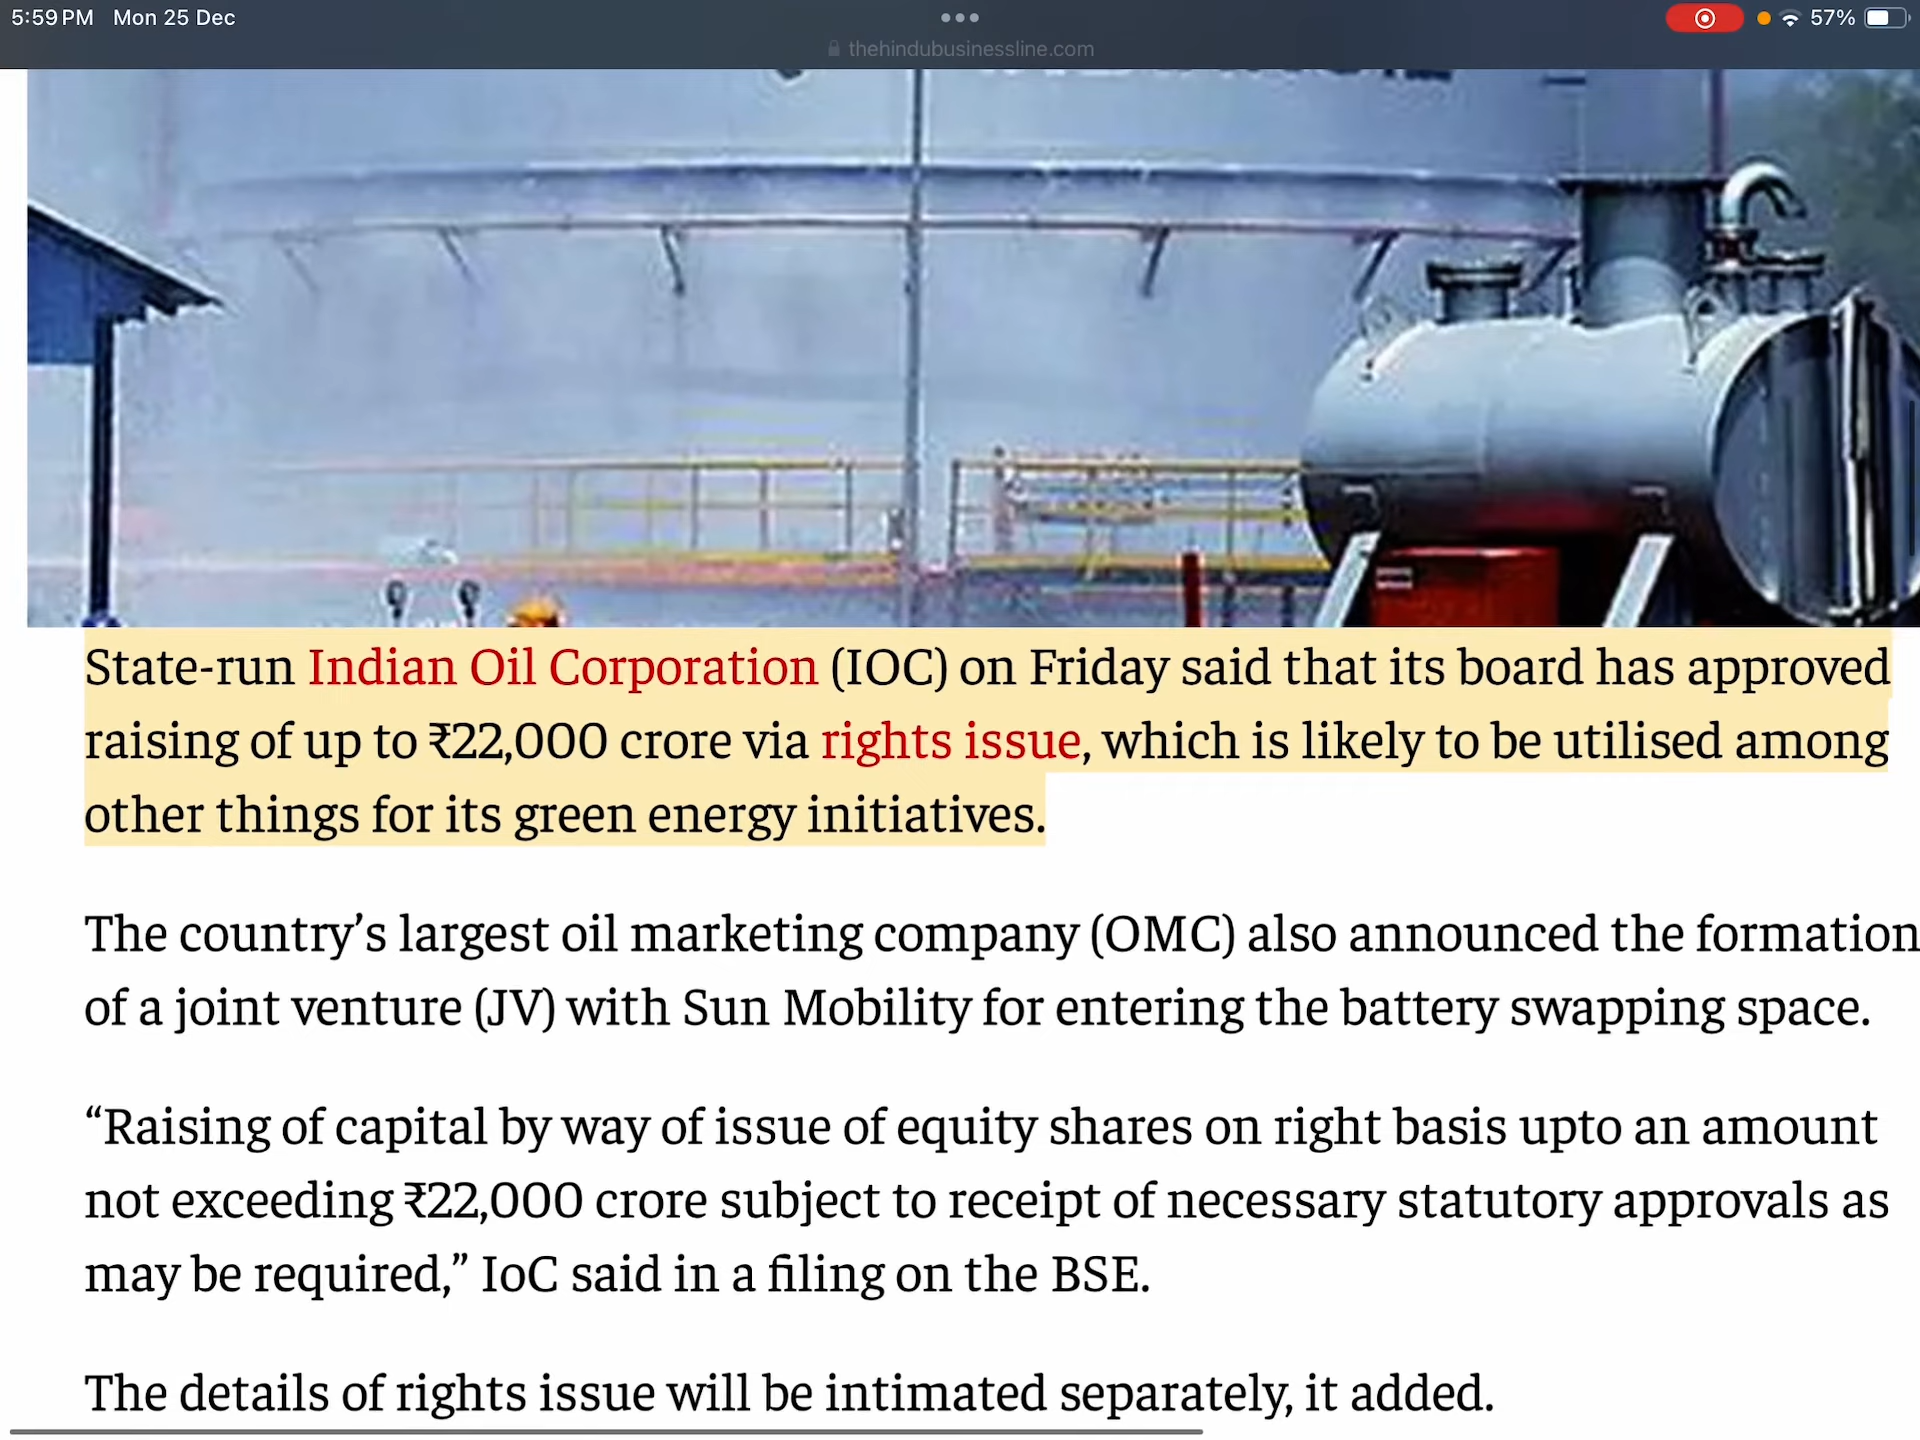 5:59 PM Mon 25 Dec
57%
thehindubusinessline.com
State-run Indian Oil Corporation (IOC) on Friday said that its board has approved
raising of up to ₹22,000 crore via rights issue, which is likely to be utilised among
other things for its green energy initiatives.
The country’s largest oil marketing company (OMC) also announced the formation
of a joint venture (JV) with Sun Mobility for entering the battery swapping space.
“Raising of capital by way of issue of equity shares on right basis upto an amount
not exceeding ₹22,000 crore subject to receipt of necessary statutory approvals as
may be required,” IoC said in a filing on the BSE.
The details of rights issue will be intimated separately, it added.